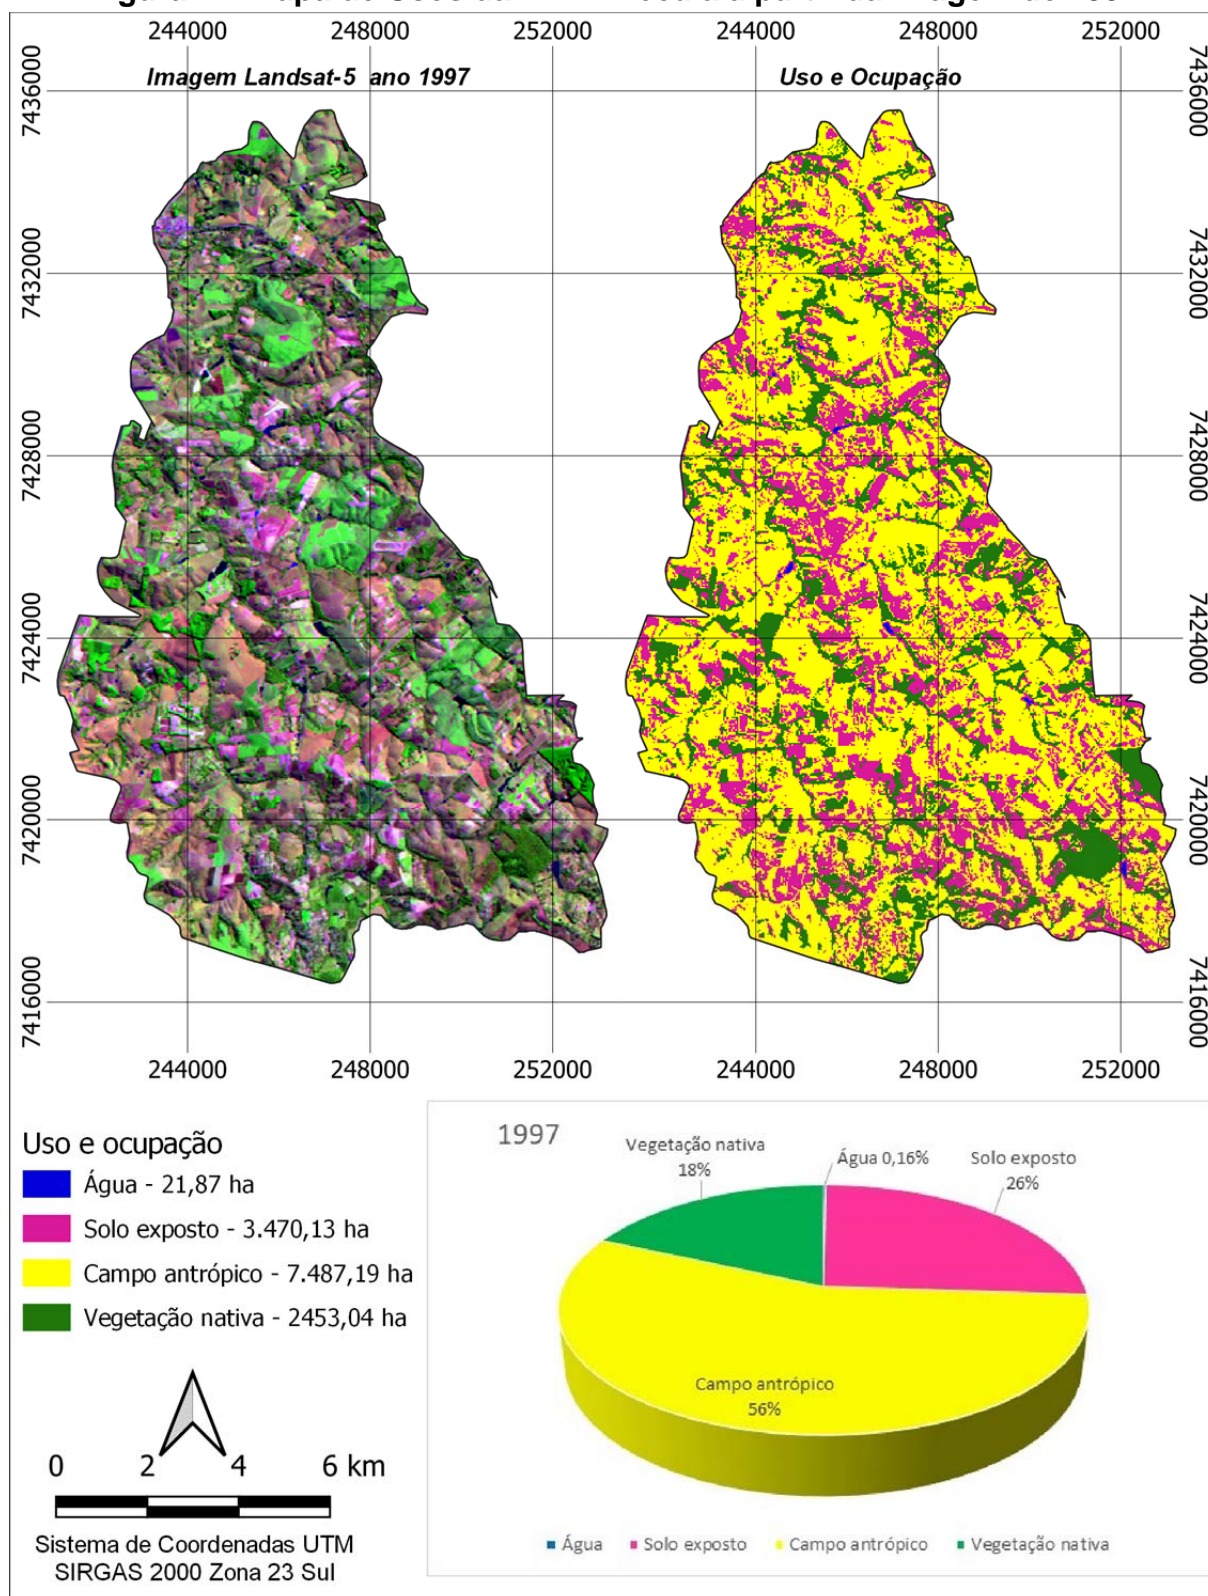 244000 248000 252000 244000 248000 252000
Imagem Landsat-5 ano 1997
Uso e Ocupação
7436000 7436000
7432000 7432000
7428000 7428000
7424000 7424000
7420000 7420000
7416000 7416000
244000 248000 252000 244000 248000 252000
Uso e ocupação
Água - 21,87 ha
Solo exposto - 3.470,13 ha
Campo antrópico - 7.487,19 ha
Vegetação nativa - 2453,04 ha
0 2 4 6 km
Sistema de Coordenadas UTM
SIRGAS 2000 Zona 23 Sul
1997
Vegetação nativa
18%
Água 0,16%
Solo exposto
26%
Campo antrópico
56%
Água Solo exposto Campo antrópico Vegetação nativa